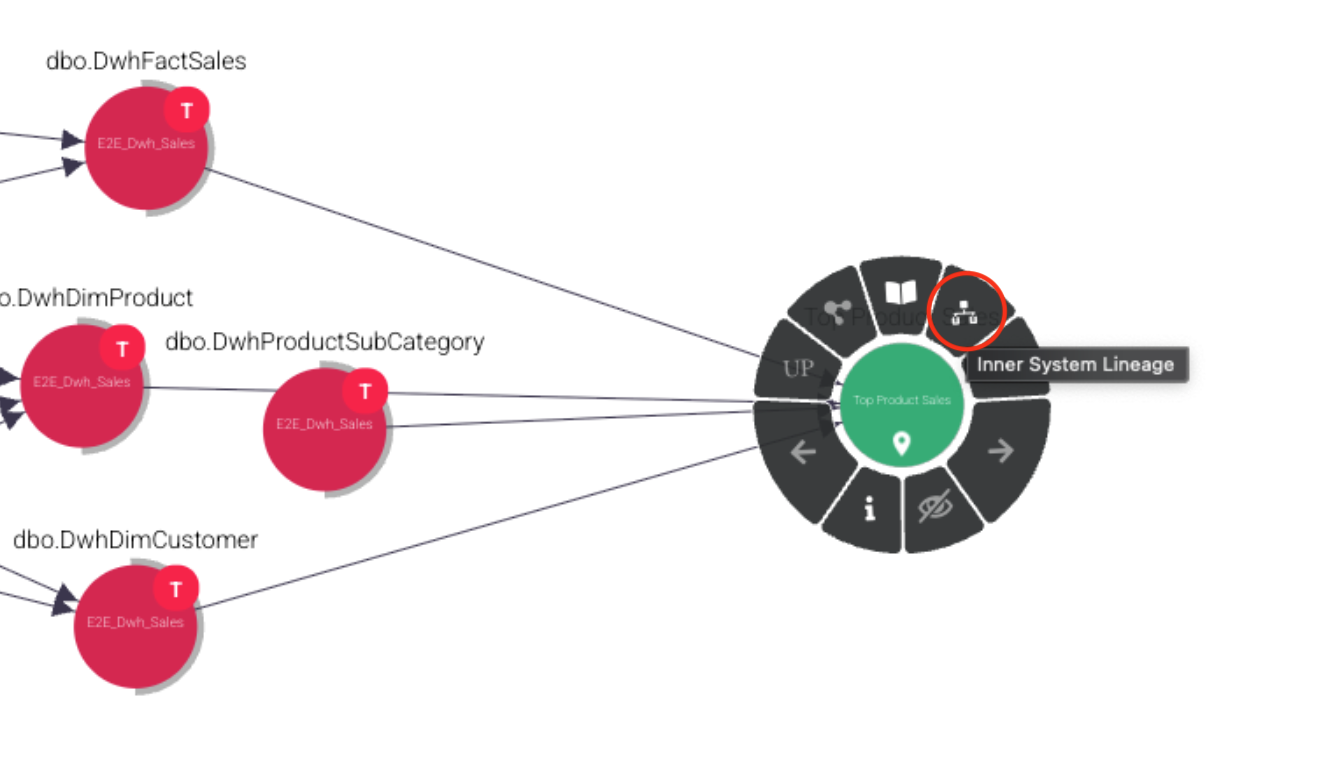 dbo.DwhFactSales
T
E2E_Dwh_Sales
o.DwhDimProduct
T
E2E_Dwh_Sales
dbo.DwhProductSubCategory
T
E2E_Dwh_Sales
Top Product Sales
UP
Inner System Lineage
Top Product Sales
i
dbo.DwhDimCustomer
T
E2E_Dwh_Sales